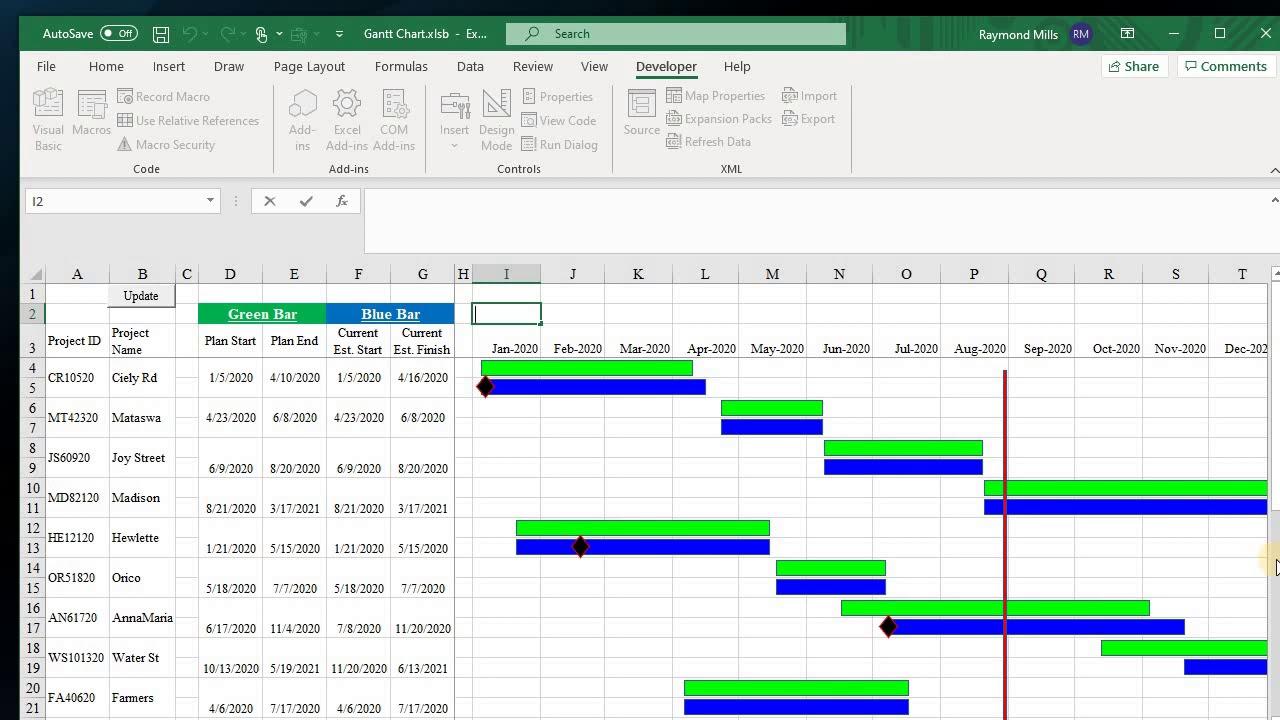 AutoSave Off Gantt Chart.xlsb - Ex... Search Raymond Mills RM
File Home Insert Draw Page Layout Formulas Data Review View Developer Help Share Comments
Visual Basic
Macros
Record Macro
Use Relative References
Macro Security
Add-ins
Excel Add-ins
COM Add-ins
Insert
Design Mode
Properties
View Code
Run Dialog
Source
Map Properties
Expansion Packs
Refresh Data
Import
Export
Code Add-ins Controls XML
I2 fx
A B C D E F G H I J K L M N O P Q R S T
1 Update
2 Green Bar Blue Bar
3 Project ID Project Name Plan Start Plan End Current Est. Start Current Est. Finish Jan-2020 Feb-2020 Mar-2020 Apr-2020 May-2020 Jun-2020 Jul-2020 Aug-2020 Sep-2020 Oct-2020 Nov-2020 Dec-202
4
CR10520 Ciely Rd 1/5/2020 4/10/2020 1/5/2020 4/16/2020
5
6
MT42320 Mataswa 4/23/2020 6/8/2020 4/23/2020 6/8/2020
7
8
JS60920 Joy Street 6/9/2020 8/20/2020 6/9/2020 8/20/2020
9
10
MD82120 Madison 8/21/2020 3/17/2021 8/21/2020 3/17/2021
11
12
HE12120 Hewlette 1/21/2020 5/15/2020 1/21/2020 5/15/2020
13
14
OR51820 Orico 5/18/2020 7/7/2020 5/18/2020 7/7/2020
15
16
AN61720 AnnaMaria 6/17/2020 11/4/2020 7/8/2020 11/20/2020
17
18
WS101320 Water St 10/13/2020 5/19/2021 11/20/2020 6/13/2021
19
20
FA40620 Farmers 4/6/2020 7/17/2020 4/6/2020 7/17/2020
21